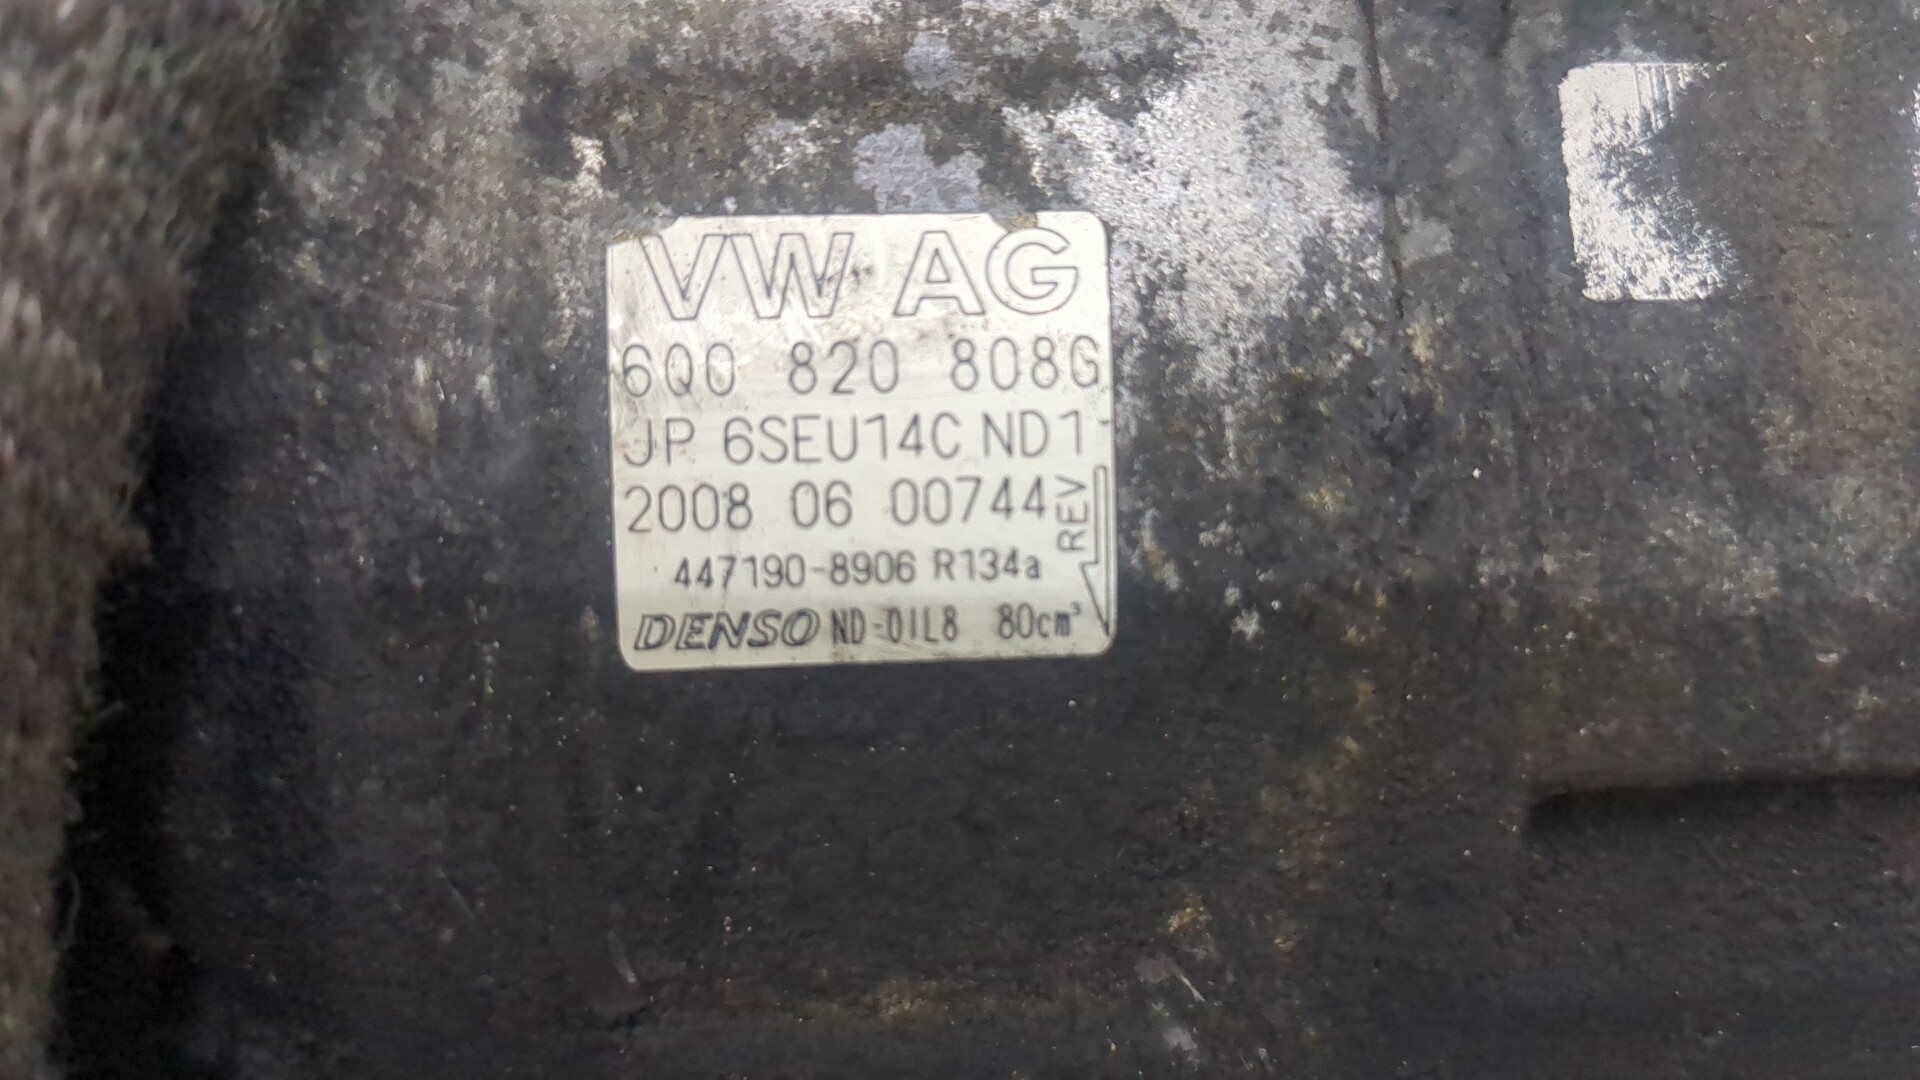 VW AG
6Q0 820 808G
JP 6SEU14C ND1
2008 06 00744
REV
447190-8906 R134a
DENSO ND-OIL8 80cm³